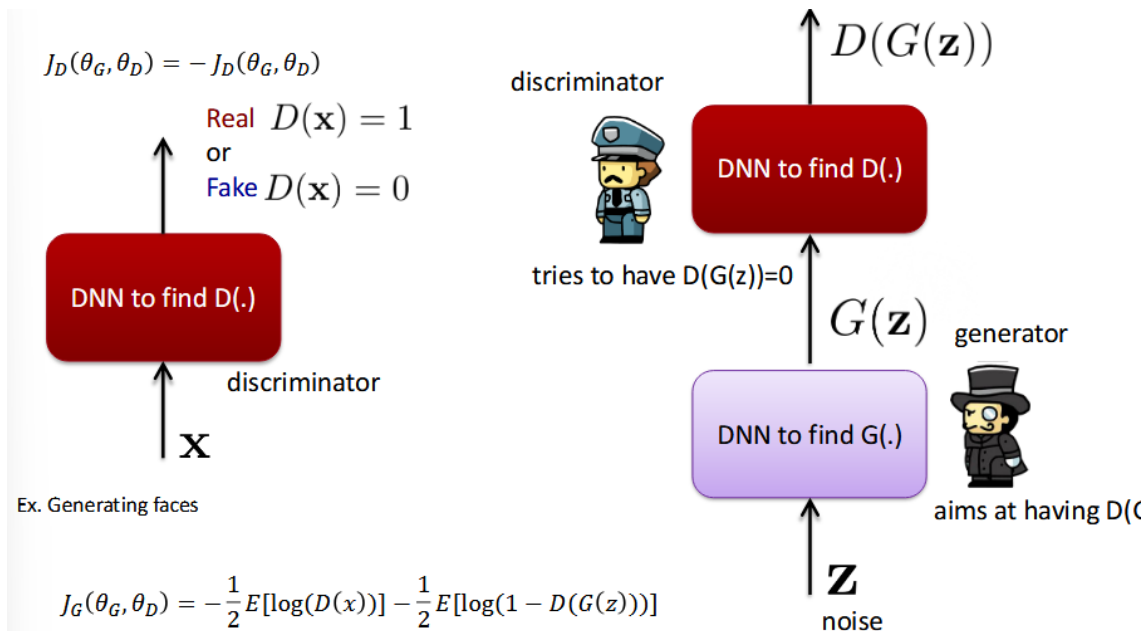 J_D(θ_G, θ_D) = − J_D(θ_G, θ_D)
Real D(x) = 1
or
Fake D(x) = 0
DNN to find D(.)
discriminator
x
Ex. Generating faces
J_G(θ_G, θ_D) = −1/2 E[log(D(x))] − 1/2 E[log(1 − D(G(z)))]
D(G(z))
discriminator
DNN to find D(.)
tries to have D(G(z))=0
G(z)
generator
DNN to find G(.)
aims at having D(
z
noise